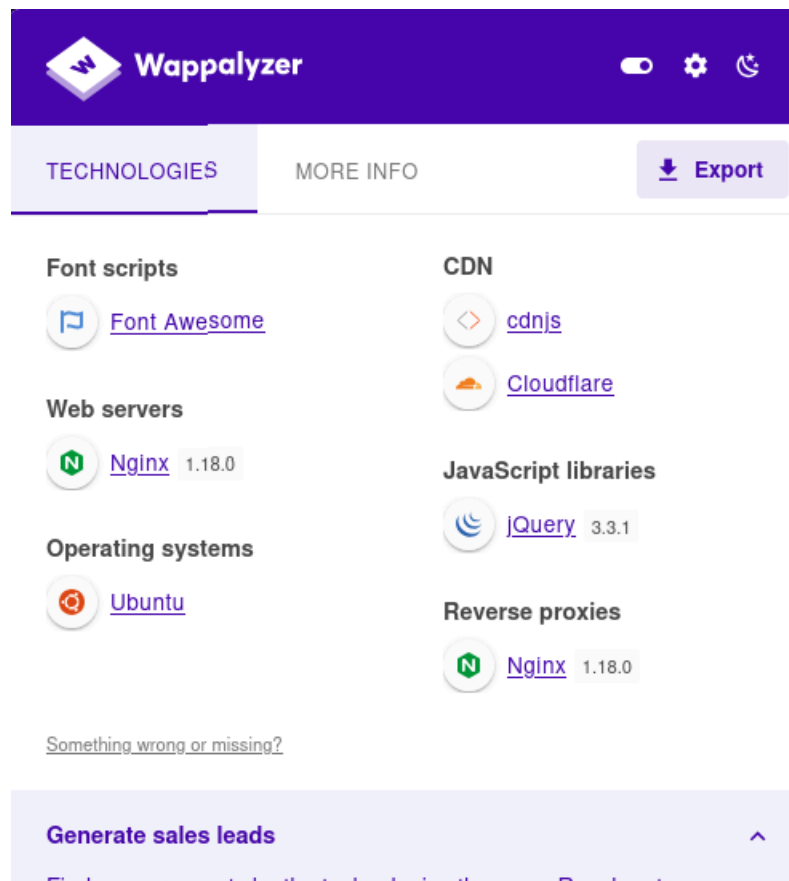 Wappalyzer
TECHNOLOGIES
MORE INFO
Export
Font scripts
Font Awesome
Web servers
Nginx 1.18.0
Operating systems
Ubuntu
CDN
cdnjs
Cloudflare
JavaScript libraries
jQuery 3.3.1
Reverse proxies
Nginx 1.18.0
Something wrong or missing?
Generate sales leads